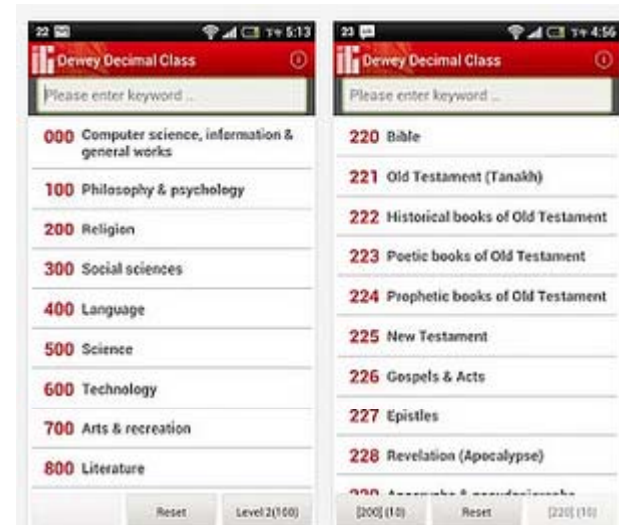 22
5:13
Dewey Decimal Class
Please enter keyword ..
000 Computer science, information &
general works
100 Philosophy & psychology
200 Religion
300 Social sciences
400 Language
500 Science
600 Technology
700 Arts & recreation
800 Literature
Reset
Level 2(100)
23
4:56
Dewey Decimal Class
Please enter keyword ..
220 Bible
221 Old Testament (Tanakh)
222 Historical books of Old Testament
223 Poetic books of Old Testament
224 Prophetic books of Old Testament
225 New Testament
226 Gospels & Acts
227 Epistles
228 Revelation (Apocalypse)
[200] (10)
Reset
[220] (10)